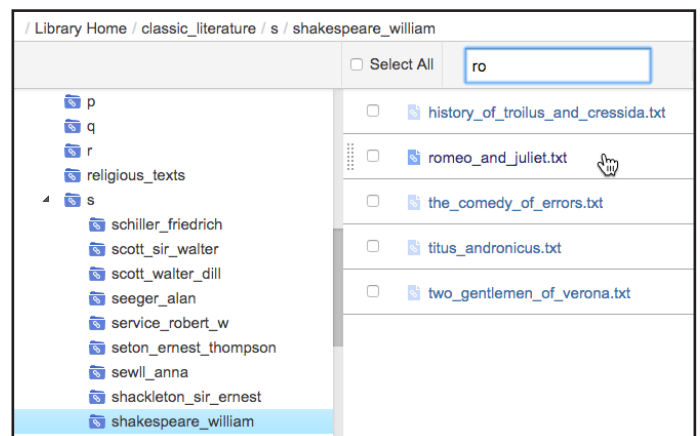 / Library Home / classic_literature / s / shakespeare_william
Select All
ro
p
q
r
religious_texts
s
schiller_friedrich
scott_sir_walter
scott_walter_dill
seeger_alan
service_robert_w
seton_ernest_thompson
sewll_anna
shackleton_sir_ernest
shakespeare_william
history_of_troilus_and_cressida.txt
romeo_and_juliet.txt
the_comedy_of_errors.txt
titus_andronicus.txt
two_gentlemen_of_verona.txt